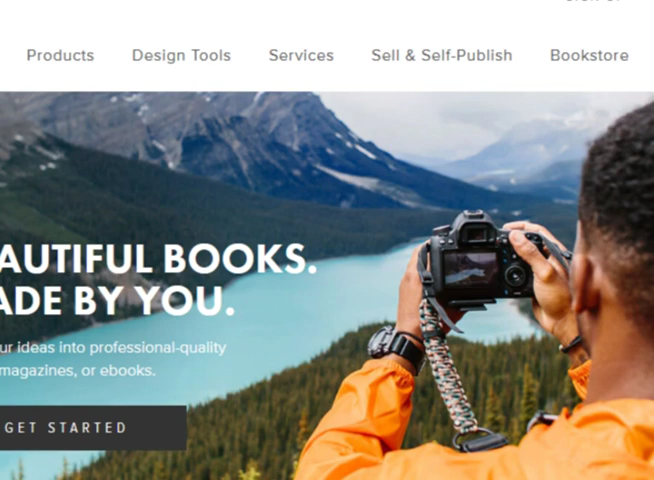 Products Design Tools Services Sell & Self-Publish Bookstore
AUTIFUL BOOKS.
ADE BY YOU.
ur ideas into professional-quality
magazines, or ebooks.
GET STARTED